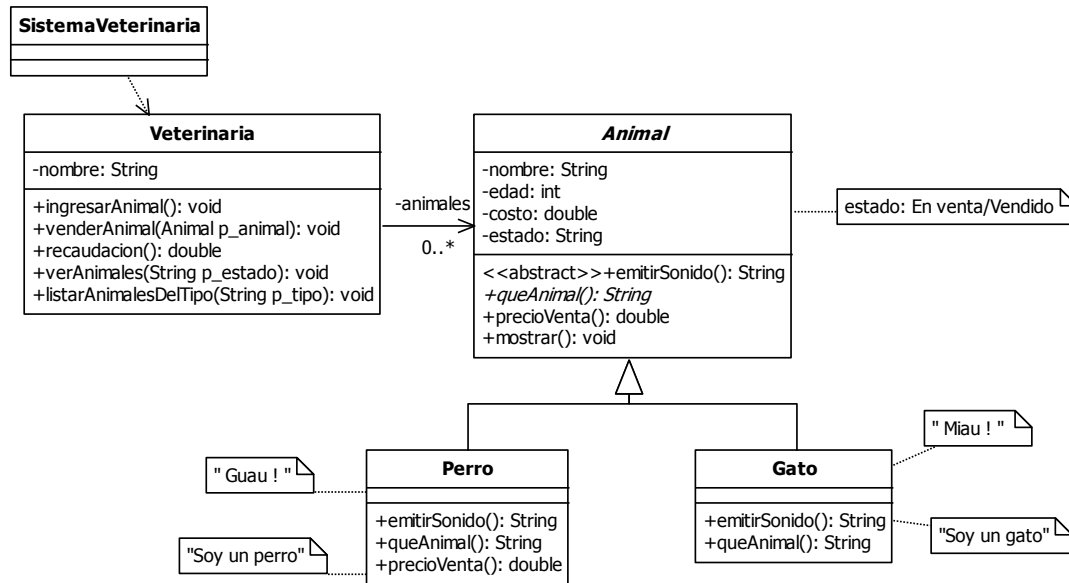 SistemaVeterinaria
Veterinaria
-nombre: String
+ingresarAnimal(): void
+venderAnimal(Animal p_animal): void
+recaudacion(): double
+verAnimales(String p_estado): void
+listarAnimalesDelTipo(String p_tipo): void
-animales
0..*
Animal
-nombre: String
-edad: int
-costo: double
-estado: String
<<abstract>>+emitirSonido(): String
+queAnimal(): String
+precioVenta(): double
+mostrar(): void
estado: En venta/Vendido
" Guau ! "
"Soy un perro"
Perro
+emitirSonido(): String
+queAnimal(): String
+precioVenta(): double
Gato
+emitirSonido(): String
+queAnimal(): String
" Miau ! "
"Soy un gato"